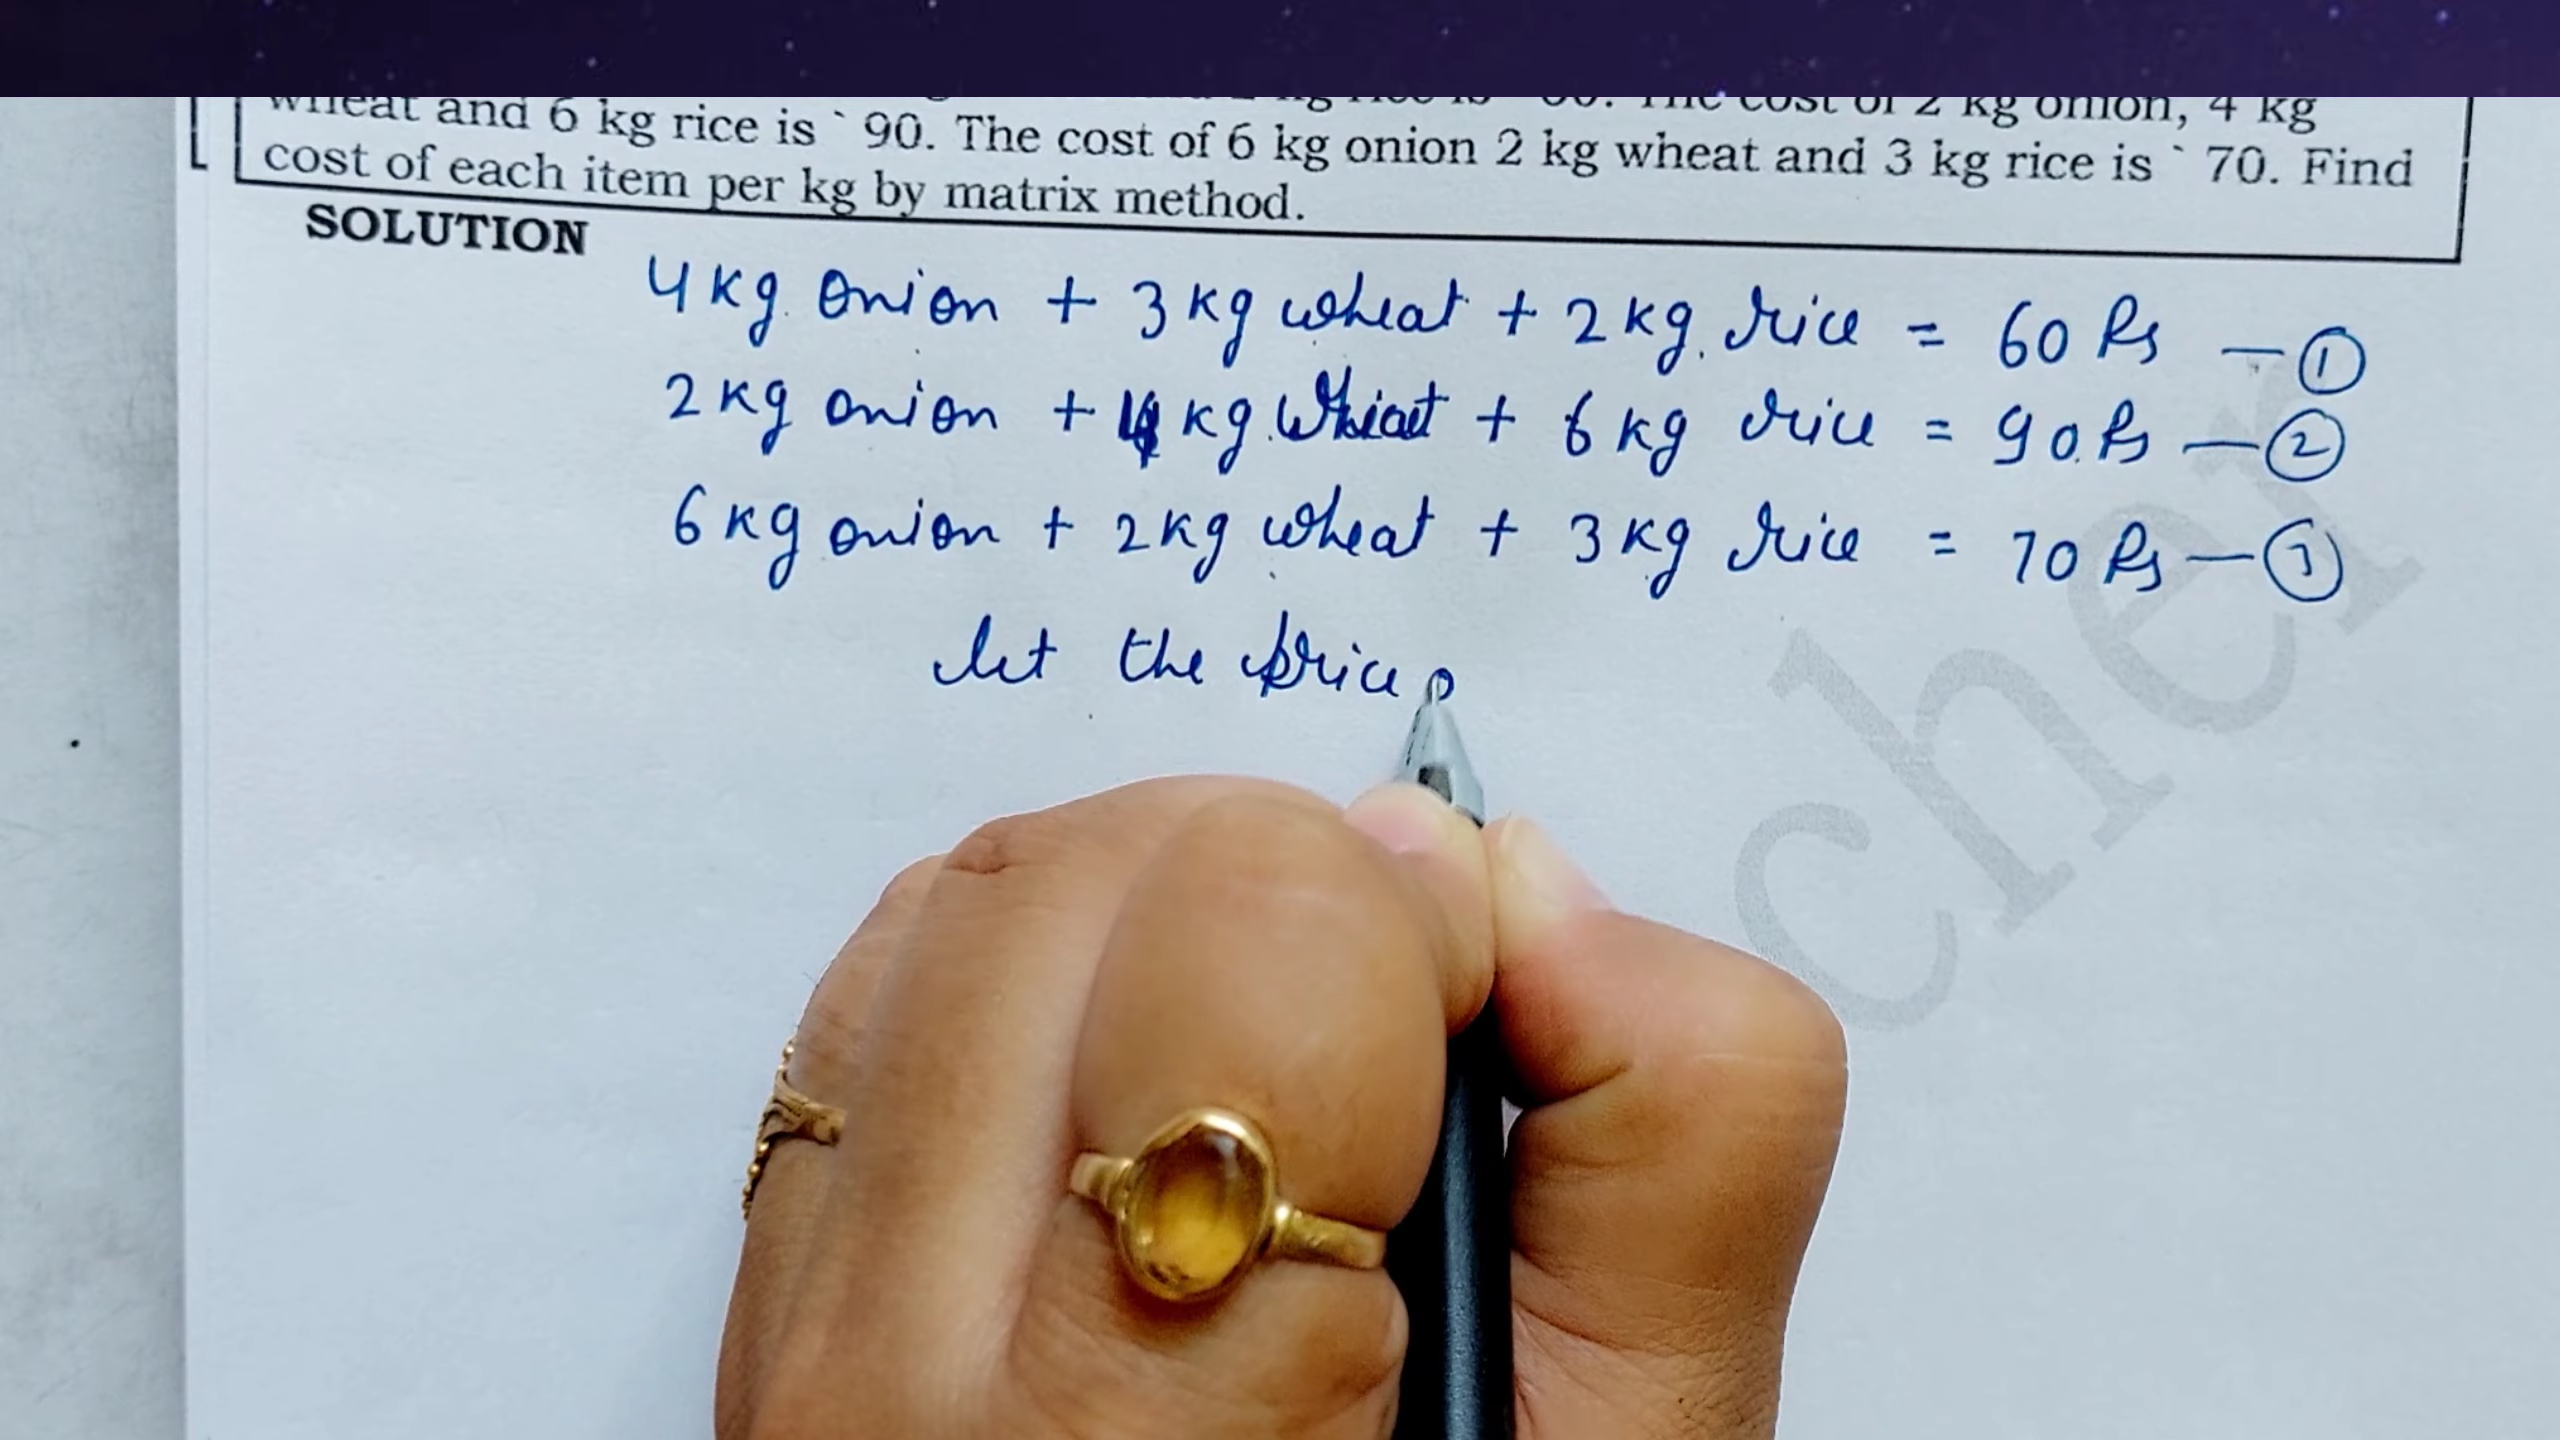 wheat and 6 kg rice is ` 90. The cost of 6 kg onion 2 kg wheat and 3 kg rice is ` 70. Find
cost of each item per kg by matrix method.
SOLUTION
4 kg. onion + 3 kg wheat + 2 kg. rice = 60 Rs — ①
2 kg onion + 4 kg. wheat + 6 kg rice = 90. Rs — ②
6 kg onion + 2 kg wheat + 3 kg rice = 70 Rs — ③
let the price o
cher